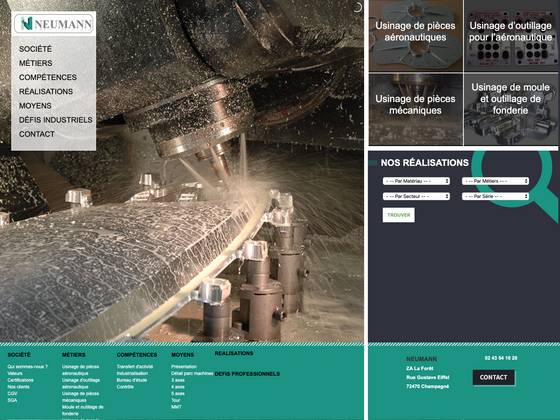 NEUMANN
SOCIÉTÉ
MÉTIERS
COMPÉTENCES
RÉALISATIONS
MOYENS
DÉFIS INDUSTRIELS
CONTACT
Usinage de pièces
aéronautiques
Usinage d'outillage
pour l'aéronautique
Usinage de pièces
mécaniques
Usinage de moule
et outillage de
fonderie
NOS RÉALISATIONS
- -- Par Matériau -- -
- -- Par Métiers -- -
- -- Par Secteur -- -
- -- Par Série -- -
TROUVER
SOCIÉTÉ
Qui sommes-nous ?
Valeurs
Certifications
Nos clients
CGV
SGA
MÉTIERS
Usinage de pièces
aéronautique
Usinage d'outillage
aéronautique
Usinage de pièces
mécaniques
Moule et outillage de
fonderie
COMPÉTENCES
Transfert d'activité
Industrialisation
Bureau d'étude
Contrôle
MOYENS
Présentation
Détail parc machines
3 axes
4 axes
5 axes
Tour
MMT
REALISATIONS
DEFIS PROFESSIONNELS
NEUMANN
ZA La Forêt
Rue Gustave Eiffel
72470 Champagné
02 43 54 16 28
CONTACT